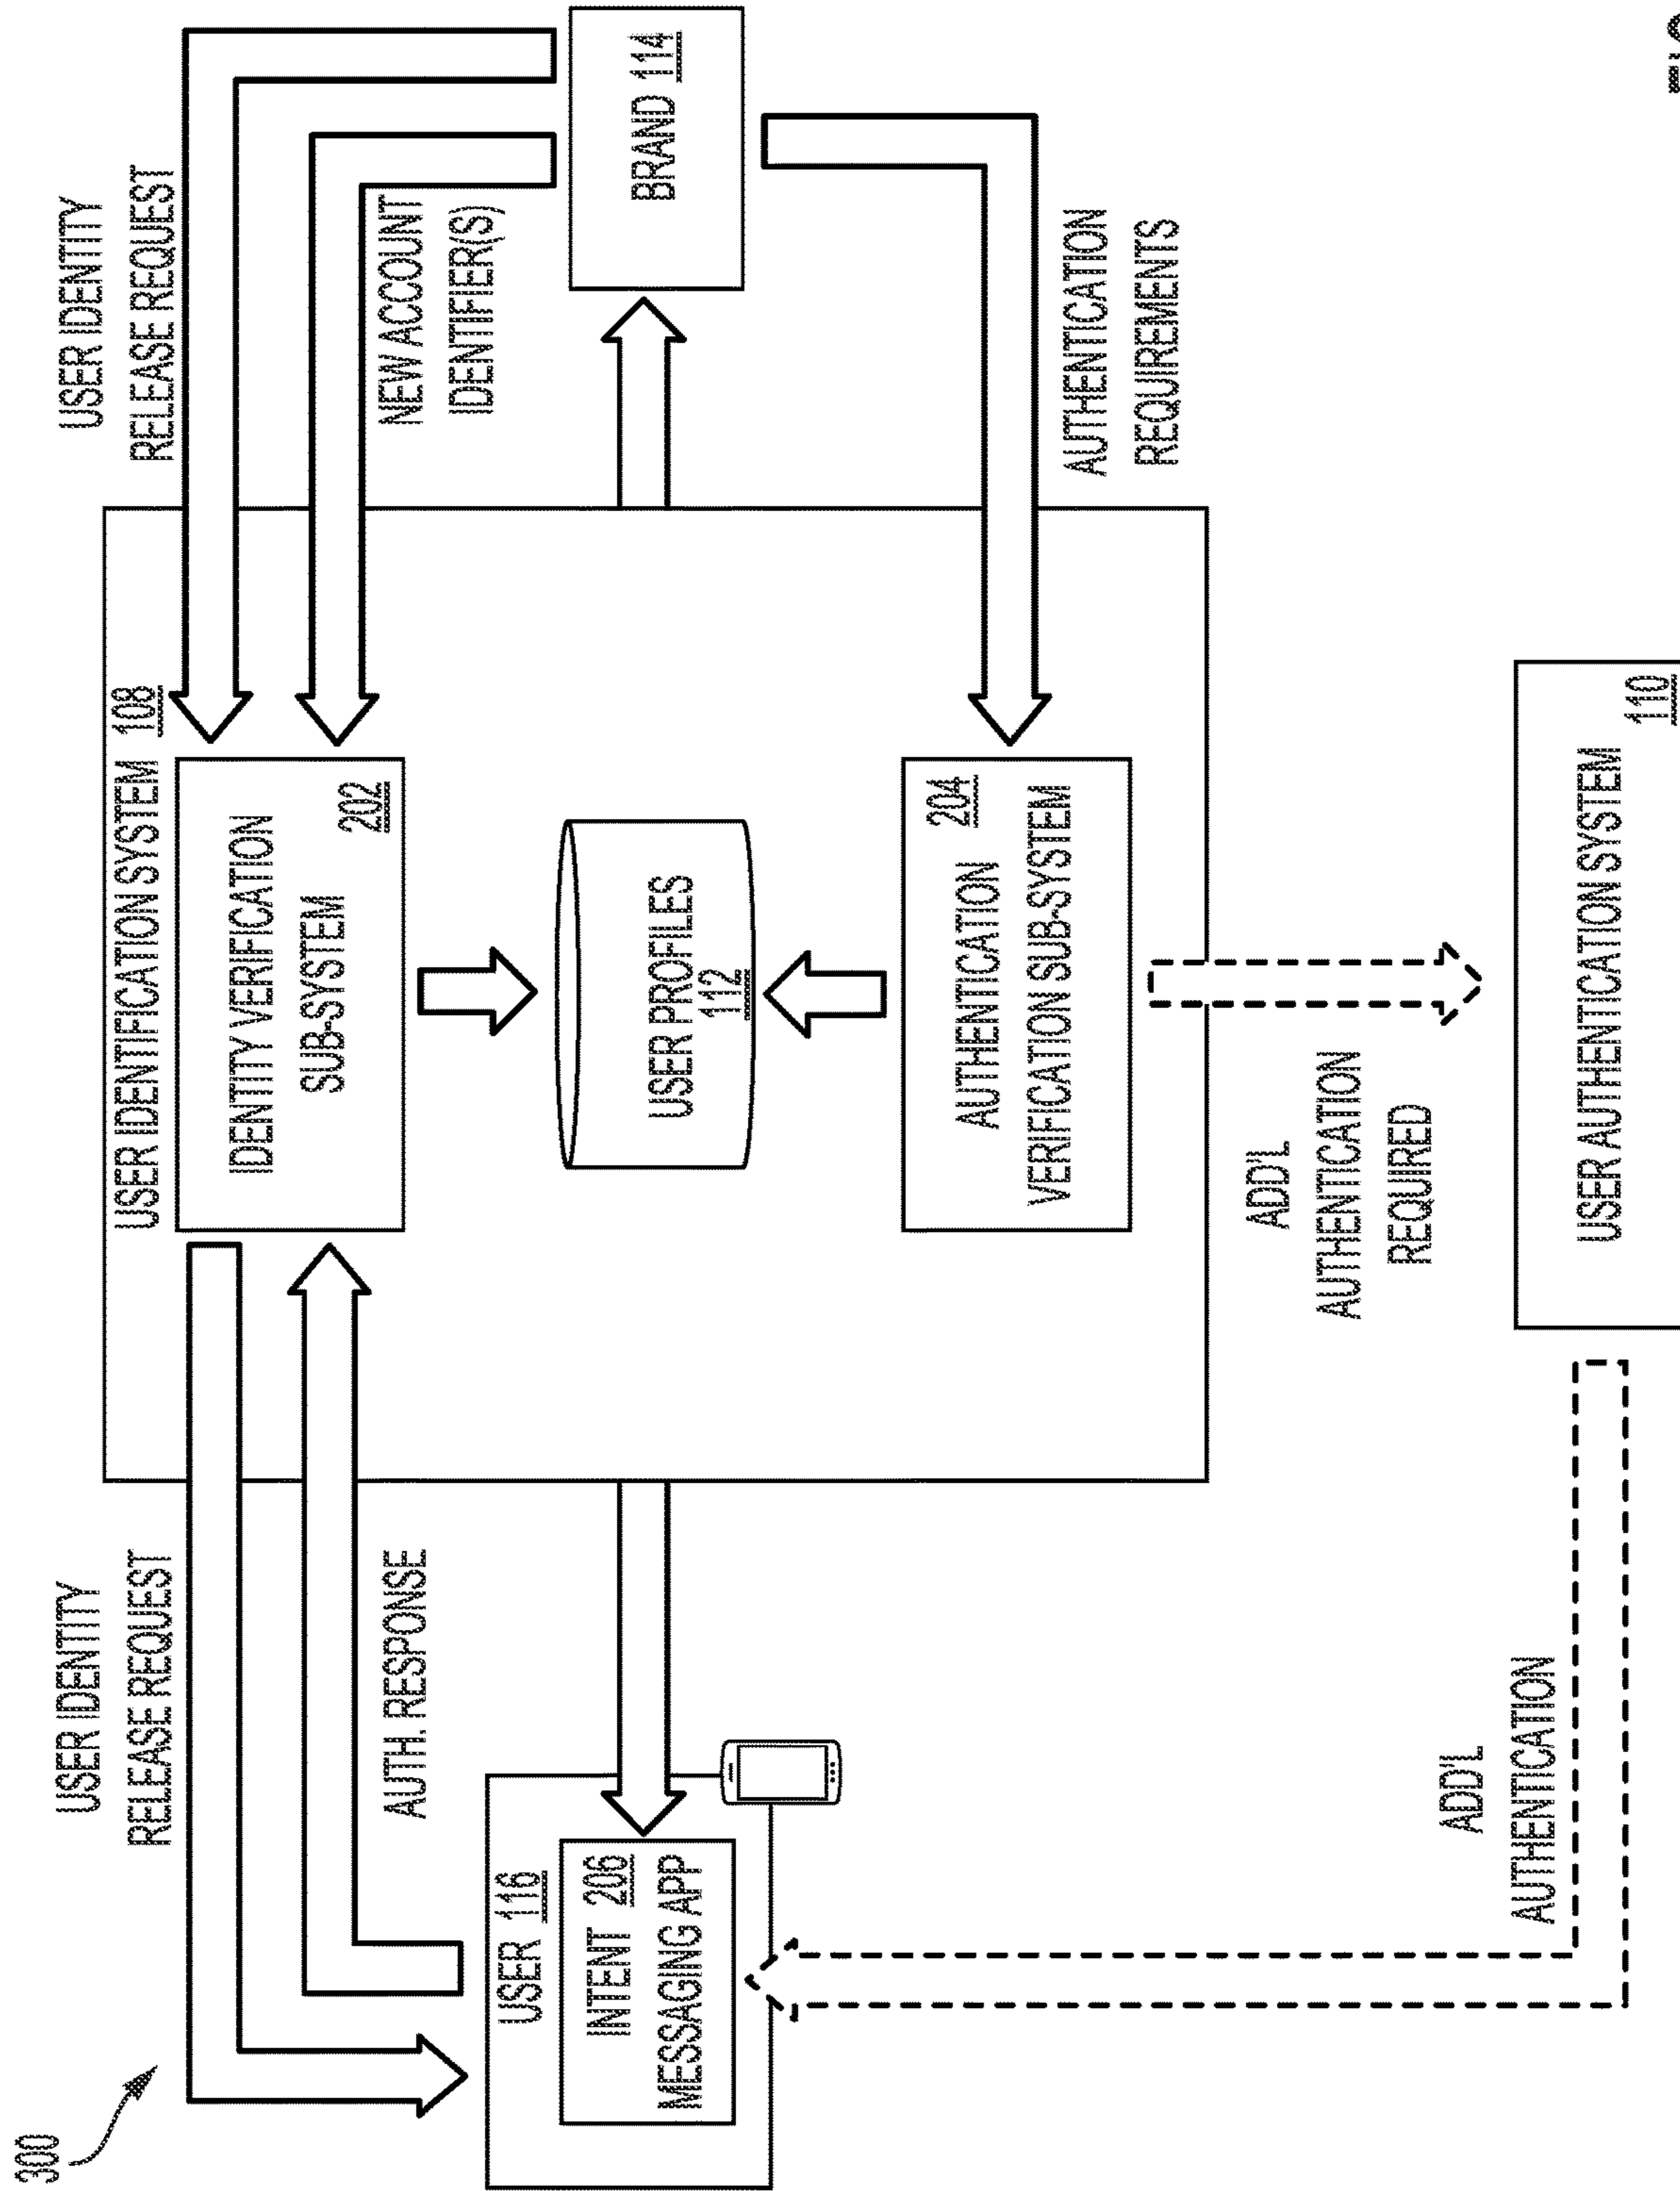 300
USER IDENTITY
RELEASE REQUEST
AUTH. RESPONSE
USER 116
INTENT 206
MESSAGING APP
USER IDENTIFICATION SYSTEM 108
IDENTITY VERIFICATION
SUB-SYSTEM
202
USER PROFILES
112
204
AUTHENTICATION
VERIFICATION SUB-SYSTEM
USER IDENTITY
RELEASE REQUEST
NEW ACCOUNT
IDENTIFIER(S)
BRAND 114
AUTHENTICATION
REQUIREMENTS
ADD'L
AUTHENTICATION
REQUIRED
ADD'L
AUTHENTICATION
110
USER AUTHENTICATION SYSTEM